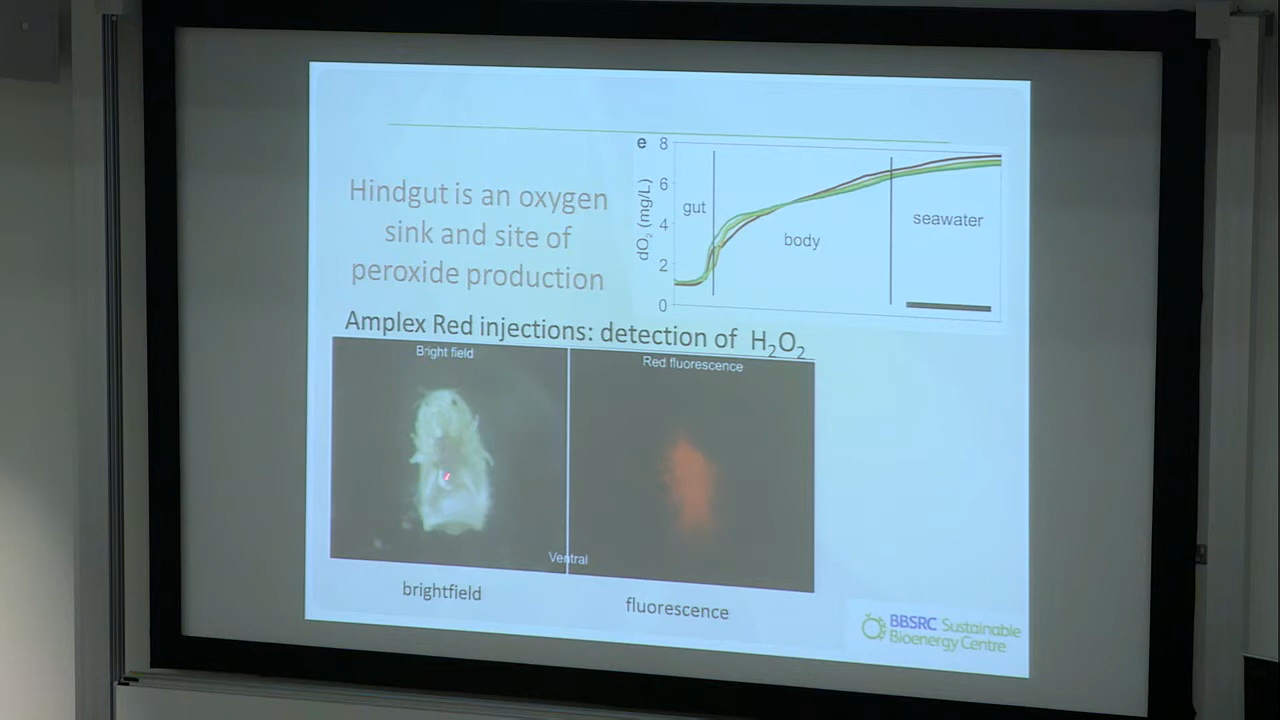 Hindgut is an oxygen
sink and site of
peroxide production
e
8
6
4
2
0
dO₂ (mg/L)
gut
body
seawater
Amplex Red injections: detection of H₂O₂
Bright field
Red fluorescence
Ventral
brightfield
fluorescence
BBSRC Sustainable
Bioenergy Centre